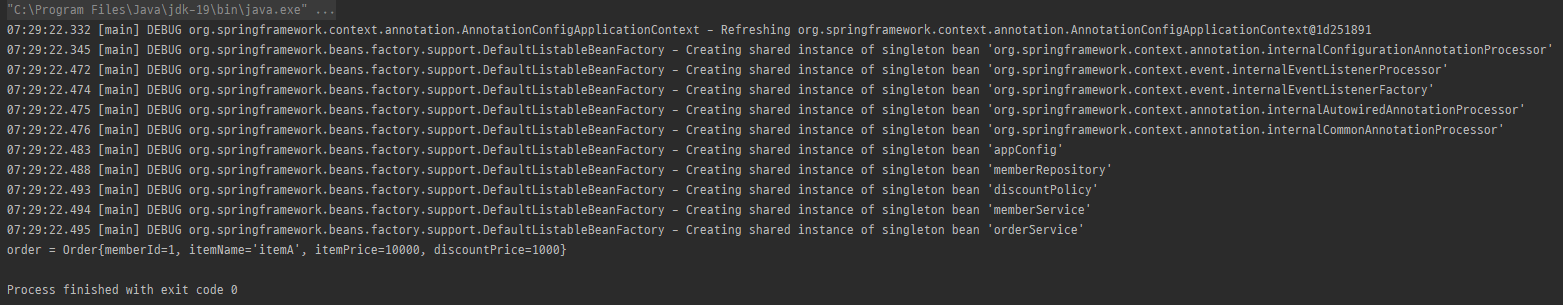 "C:\Program Files\Java\jdk-19\bin\java.exe" ...
07:29:22.332 [main] DEBUG org.springframework.context.annotation.AnnotationConfigApplicationContext - Refreshing org.springframework.context.annotation.AnnotationConfigApplicationContext@1d251891
07:29:22.345 [main] DEBUG org.springframework.beans.factory.support.DefaultListableBeanFactory - Creating shared instance of singleton bean 'org.springframework.context.annotation.internalConfigurationAnnotationProcessor'
07:29:22.472 [main] DEBUG org.springframework.beans.factory.support.DefaultListableBeanFactory - Creating shared instance of singleton bean 'org.springframework.context.event.internalEventListenerProcessor'
07:29:22.474 [main] DEBUG org.springframework.beans.factory.support.DefaultListableBeanFactory - Creating shared instance of singleton bean 'org.springframework.context.event.internalEventListenerFactory'
07:29:22.475 [main] DEBUG org.springframework.beans.factory.support.DefaultListableBeanFactory - Creating shared instance of singleton bean 'org.springframework.context.annotation.internalAutowiredAnnotationProcessor'
07:29:22.476 [main] DEBUG org.springframework.beans.factory.support.DefaultListableBeanFactory - Creating shared instance of singleton bean 'org.springframework.context.annotation.internalCommonAnnotationProcessor'
07:29:22.483 [main] DEBUG org.springframework.beans.factory.support.DefaultListableBeanFactory - Creating shared instance of singleton bean 'appConfig'
07:29:22.488 [main] DEBUG org.springframework.beans.factory.support.DefaultListableBeanFactory - Creating shared instance of singleton bean 'memberRepository'
07:29:22.493 [main] DEBUG org.springframework.beans.factory.support.DefaultListableBeanFactory - Creating shared instance of singleton bean 'discountPolicy'
07:29:22.494 [main] DEBUG org.springframework.beans.factory.support.DefaultListableBeanFactory - Creating shared instance of singleton bean 'memberService'
07:29:22.495 [main] DEBUG org.springframework.beans.factory.support.DefaultListableBeanFactory - Creating shared instance of singleton bean 'orderService'
order = Order{memberId=1, itemName='itemA', itemPrice=10000, discountPrice=1000}
Process finished with exit code 0